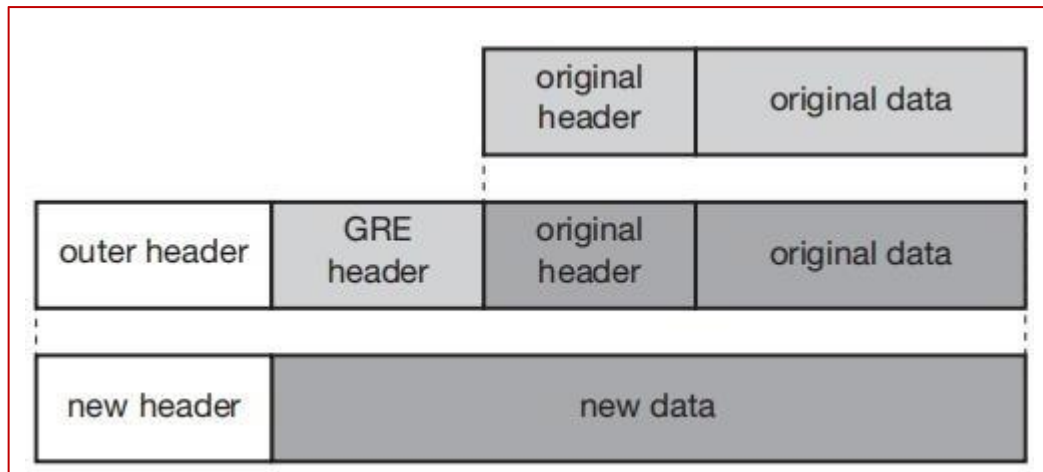 original
header
original data
outer header
GRE
header
original
header
original data
new header
new data